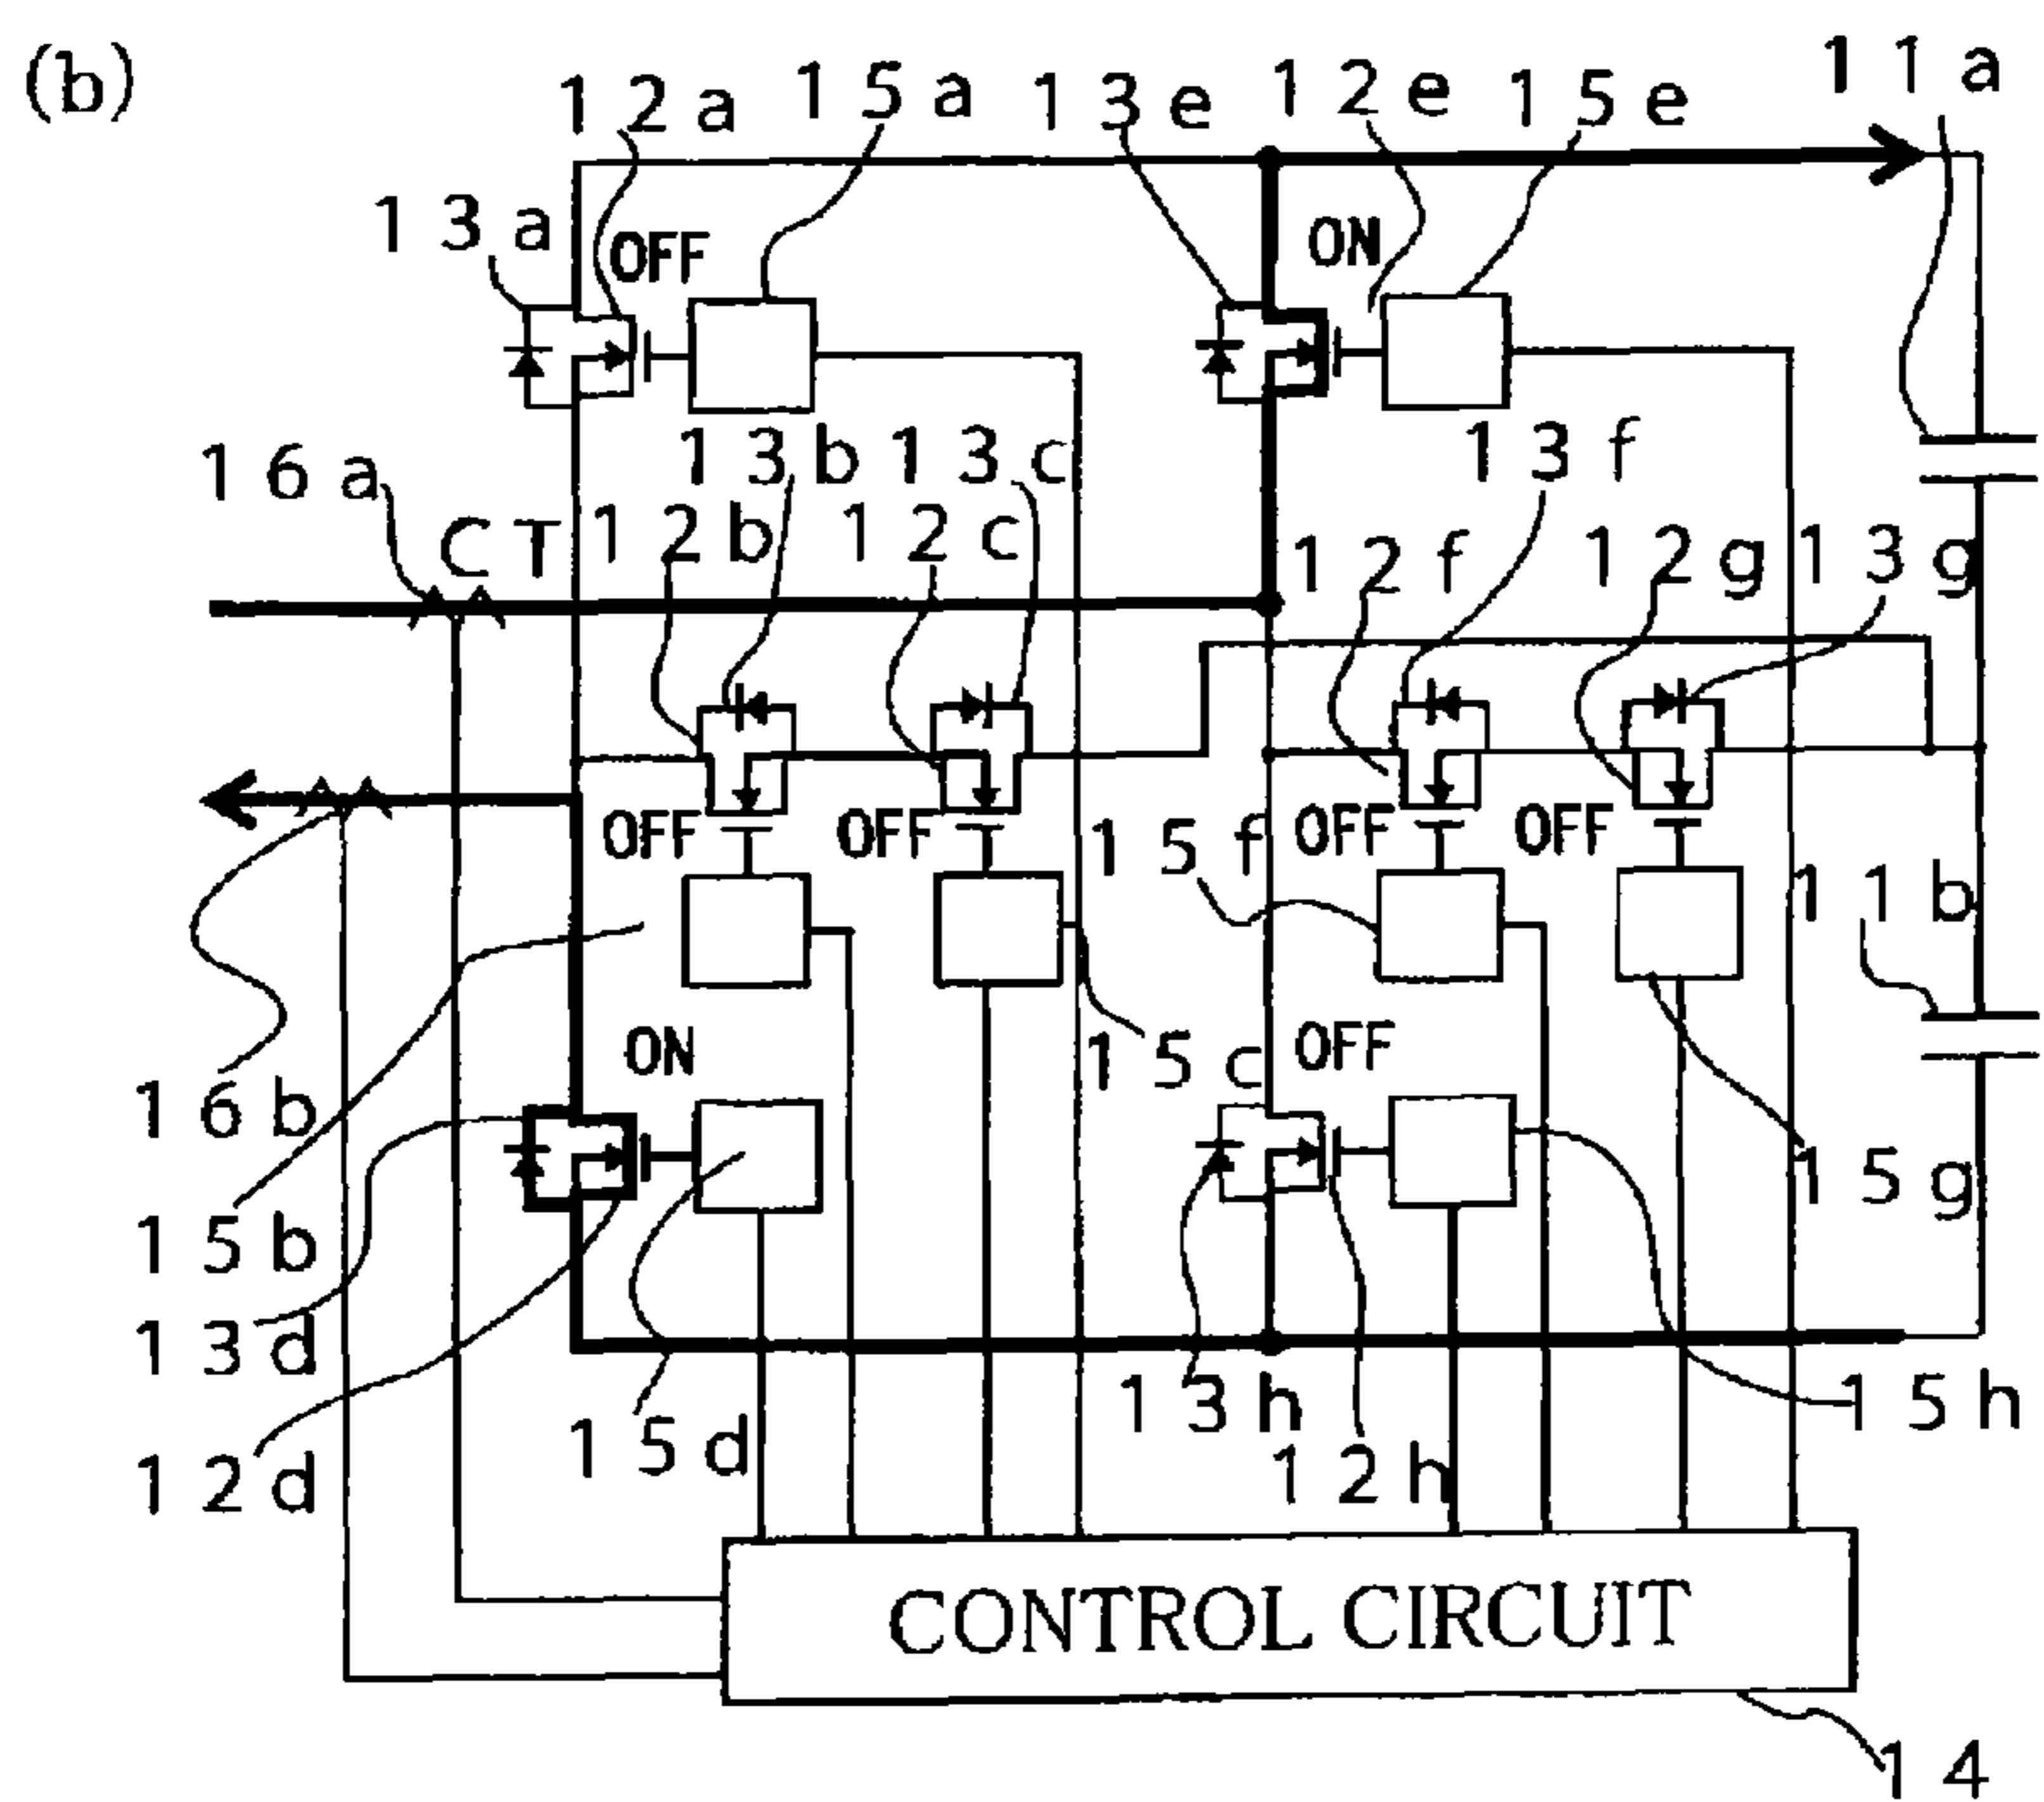 (b)
12a 15a 13e 12e 15e 11a
13a OFF ON
16a 13b 13c 13f
CT 12b 12c 12f 12g 13g
OFF OFF 15f OFF OFF
11b
ON 15c OFF
16b
15b 15g
13d
12d 15d 13h 12h 15h
CONTROL CIRCUIT
14